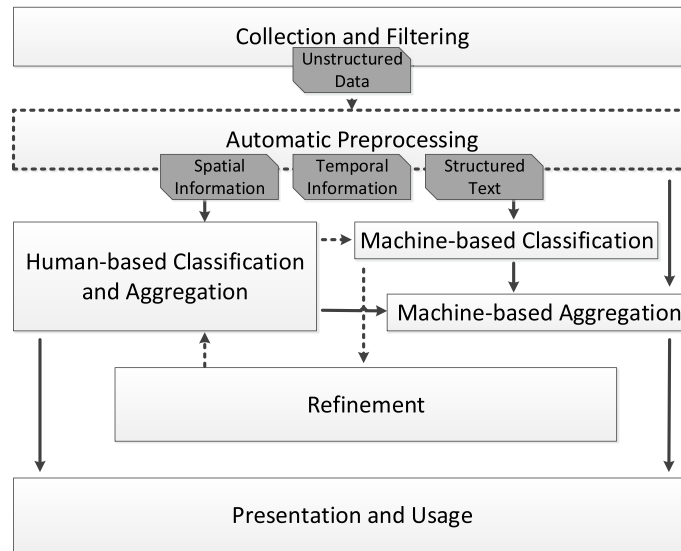 Collection and Filtering
Unstructured
Data
Automatic Preprocessing
Spatial
Information
Temporal
Information
Structured
Text
Human-based Classification
and Aggregation
Machine-based Classification
Machine-based Aggregation
Refinement
Presentation and Usage